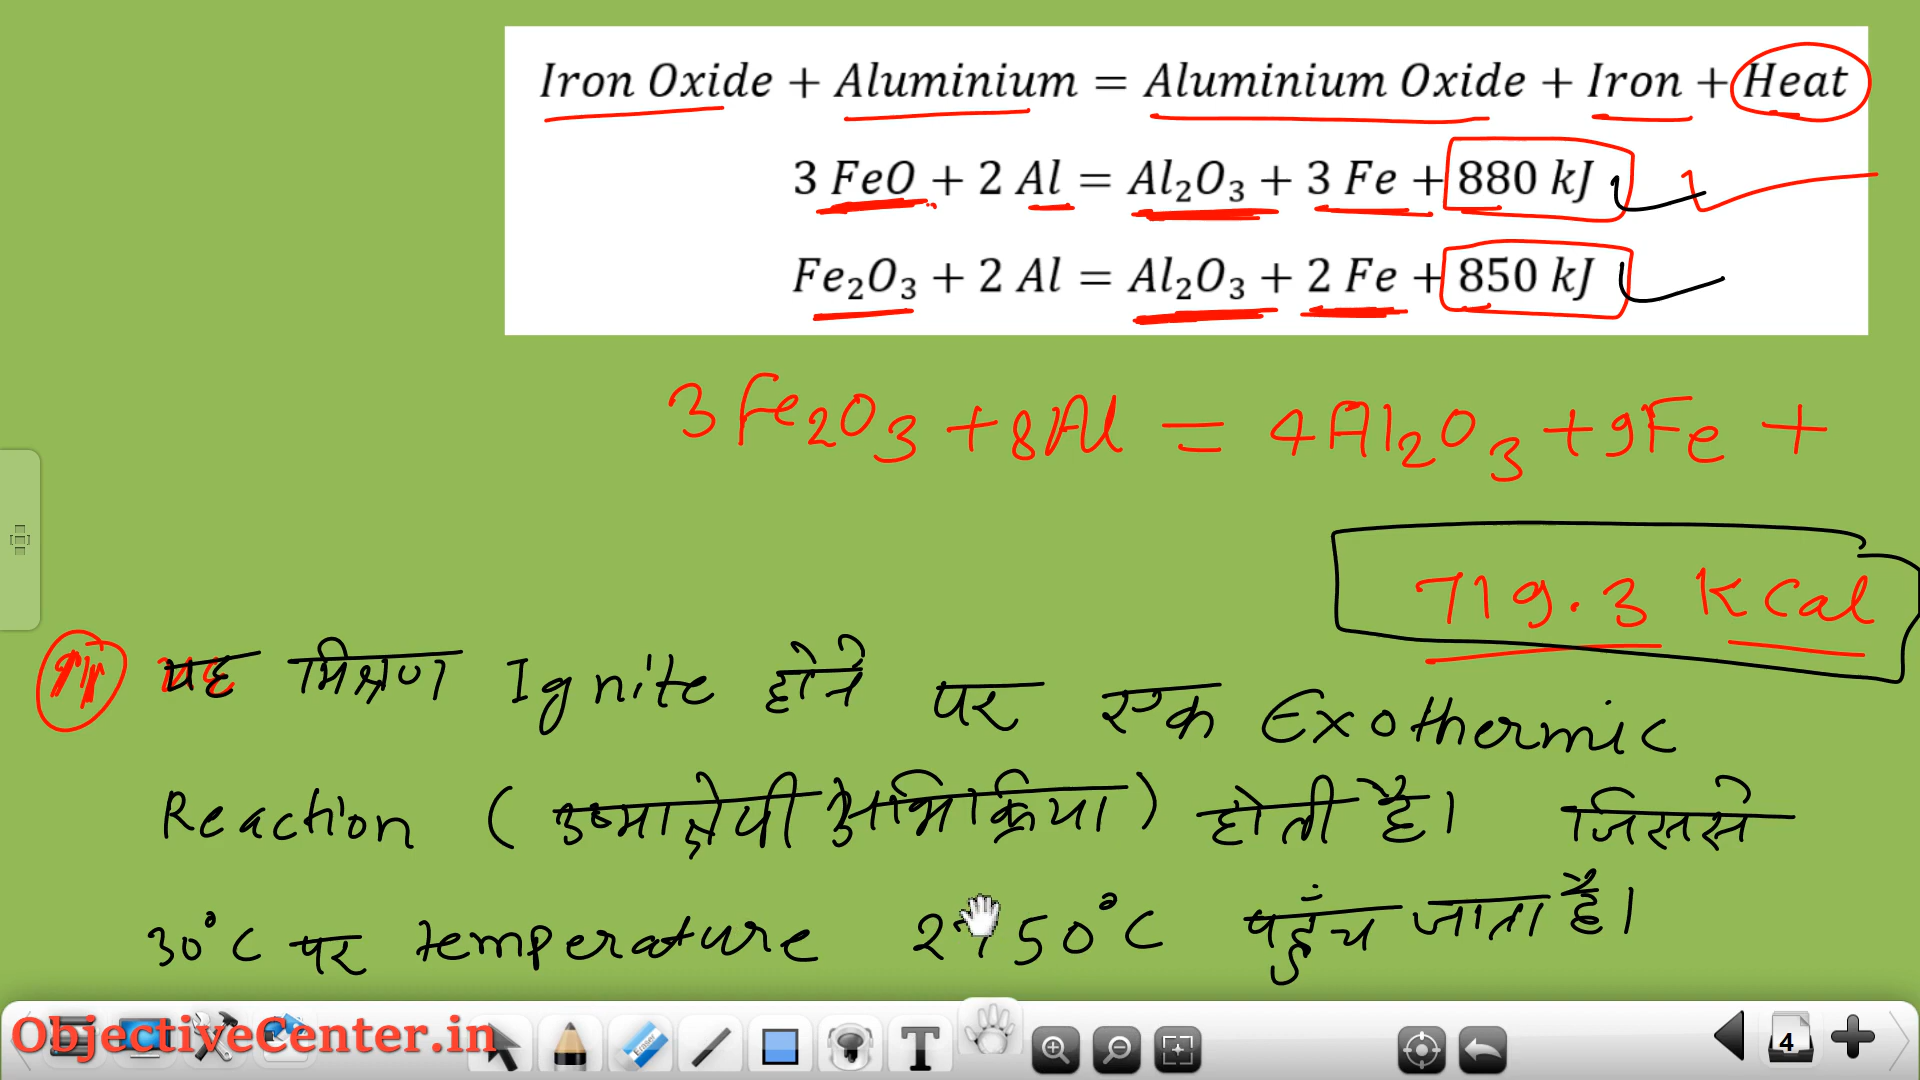 Iron Oxide + Aluminium = Aluminium Oxide + Iron + Heat
3 FeO + 2 Al = Al₂O₃ + 3 Fe + 880 kJ
Fe₂O₃ + 2 Al = Al₂O₃ + 2 Fe + 850 kJ
3Fe₂O₃ + 8Al = 4Al₂O₃ + 9Fe +
719.3 KCal
यह मिश्रण Ignite होने पर एक Exothermic
Reaction (उष्माक्षेपी अभिक्रिया) होती है। जिससे
30°C पर temperature 2750°C पहुँच जाता है।
ObjectiveCenter.in
T
4